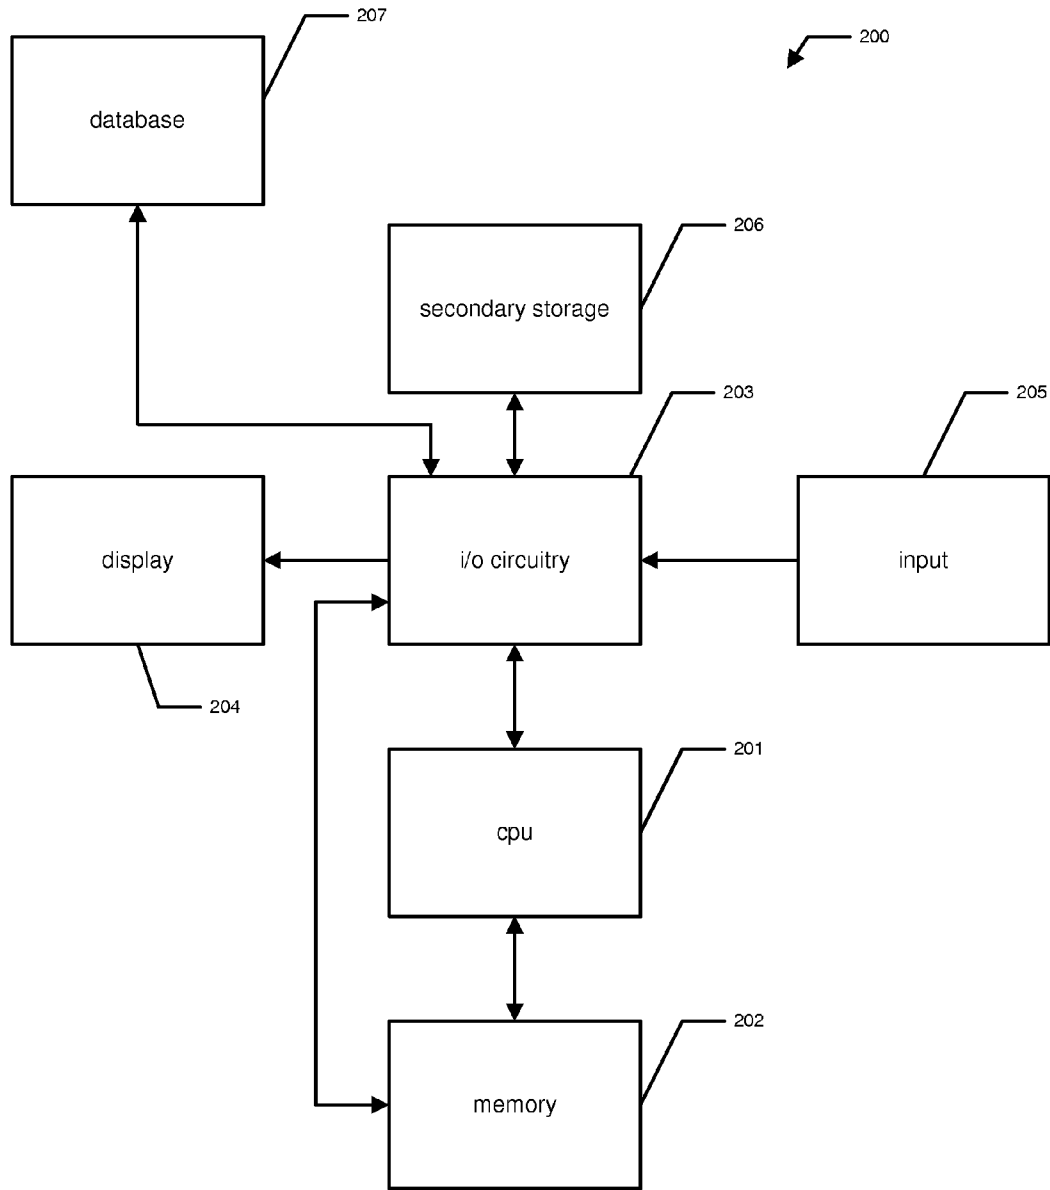 207
200
database
206
secondary storage
203
205
display
i/o circuitry
input
204
201
cpu
202
memory